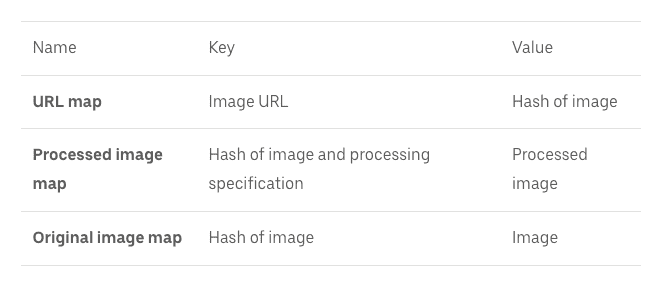 Name Key Value
URL map Image URL Hash of image
Processed image Hash of image and processing Processed
map specification image
Original image map Hash of image Image